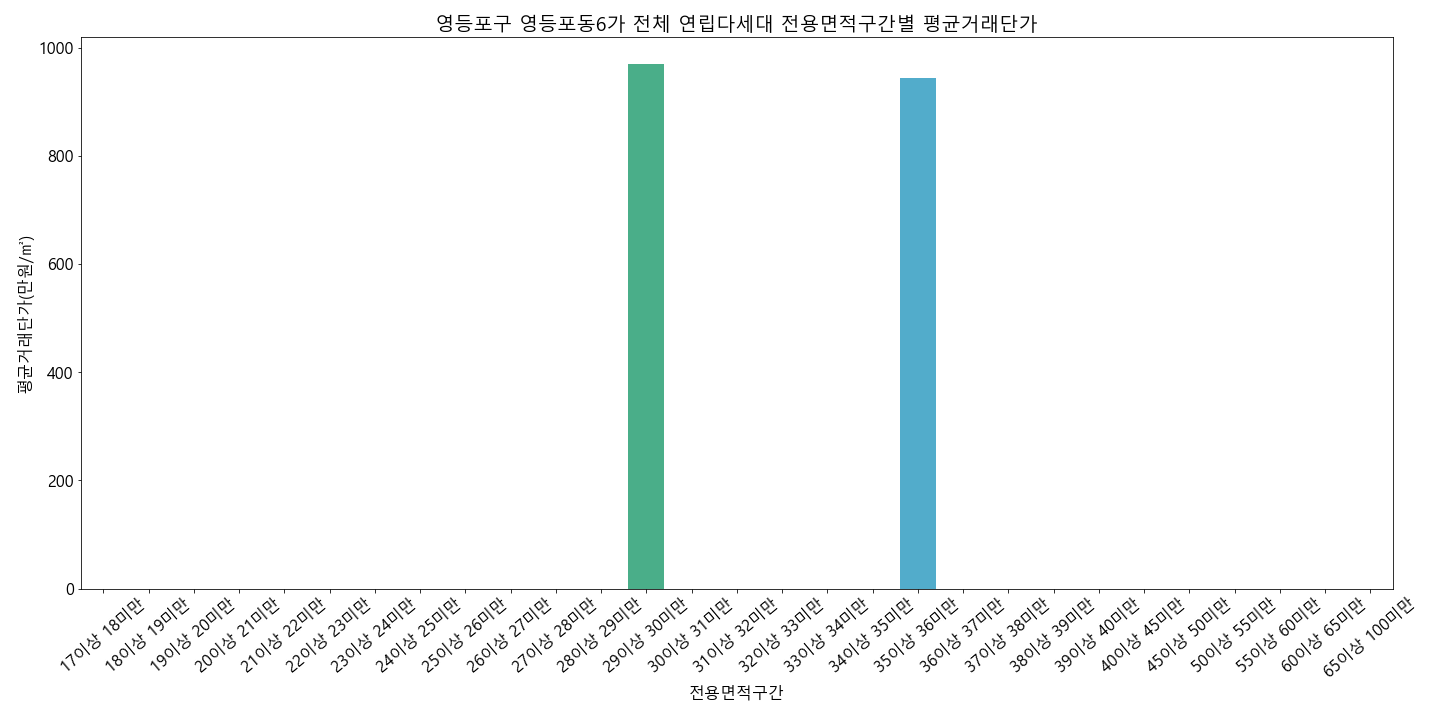 영등포구 영등포동6가 전체 연립다세대 전용면적구간별 평균거래단가
평균거래단가(만원/㎡)
1000
800
600
400
200
0
17이상 18미만
18이상 19미만
19이상 20미만
20이상 21미만
21이상 22미만
22이상 23미만
23이상 24미만
24이상 25미만
25이상 26미만
26이상 27미만
27이상 28미만
28이상 29미만
29이상 30미만
30이상 31미만
31이상 32미만
32이상 33미만
33이상 34미만
34이상 35미만
35이상 36미만
36이상 37미만
37이상 38미만
38이상 39미만
39이상 40미만
40이상 45미만
45이상 50미만
50이상 55미만
55이상 60미만
60이상 65미만
65이상 100미만
전용면적구간